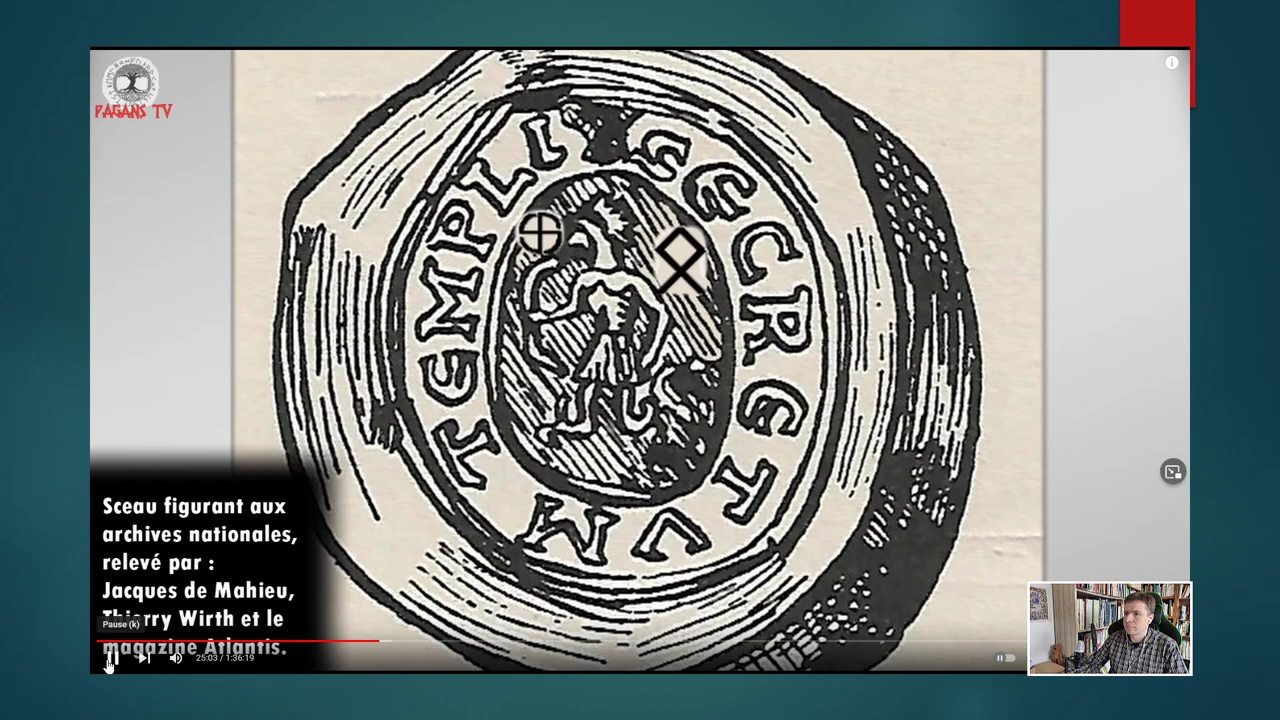 PAGANS TV
SECRETUM TEMPLI
Sceau figurant aux
archives nationales,
relevé par :
Jacques de Mahieu,
Thierry Wirth et le
magazine Atlantis.
Pause (k)
25:03 / 1:36:19